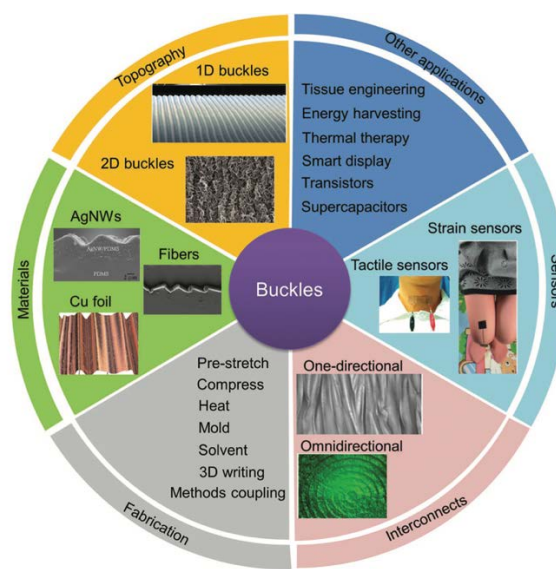 Topography
1D buckles
2D buckles
Other applications
Tissue engineering
Energy harvesting
Thermal therapy
Smart display
Transistors
Supercapacitors
Materials
AgNWs
AgNW/PDMS
PDMS
Fibers
Cu foil
Buckles
Sensors
Strain sensors
Tactile sensors
Fabrication
Pre-stretch
Compress
Heat
Mold
Solvent
3D writing
Methods coupling
Interconnects
One-directional
Omnidirectional